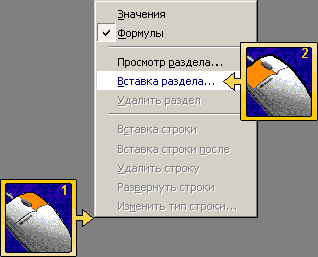 Значения
Формулы
Просмотр раздела...
Вставка раздела...
Удалить раздел
Вставка строки
Вставка строки после
Удалить строку
Развернуть строки
Изменить тип строки...
2
1